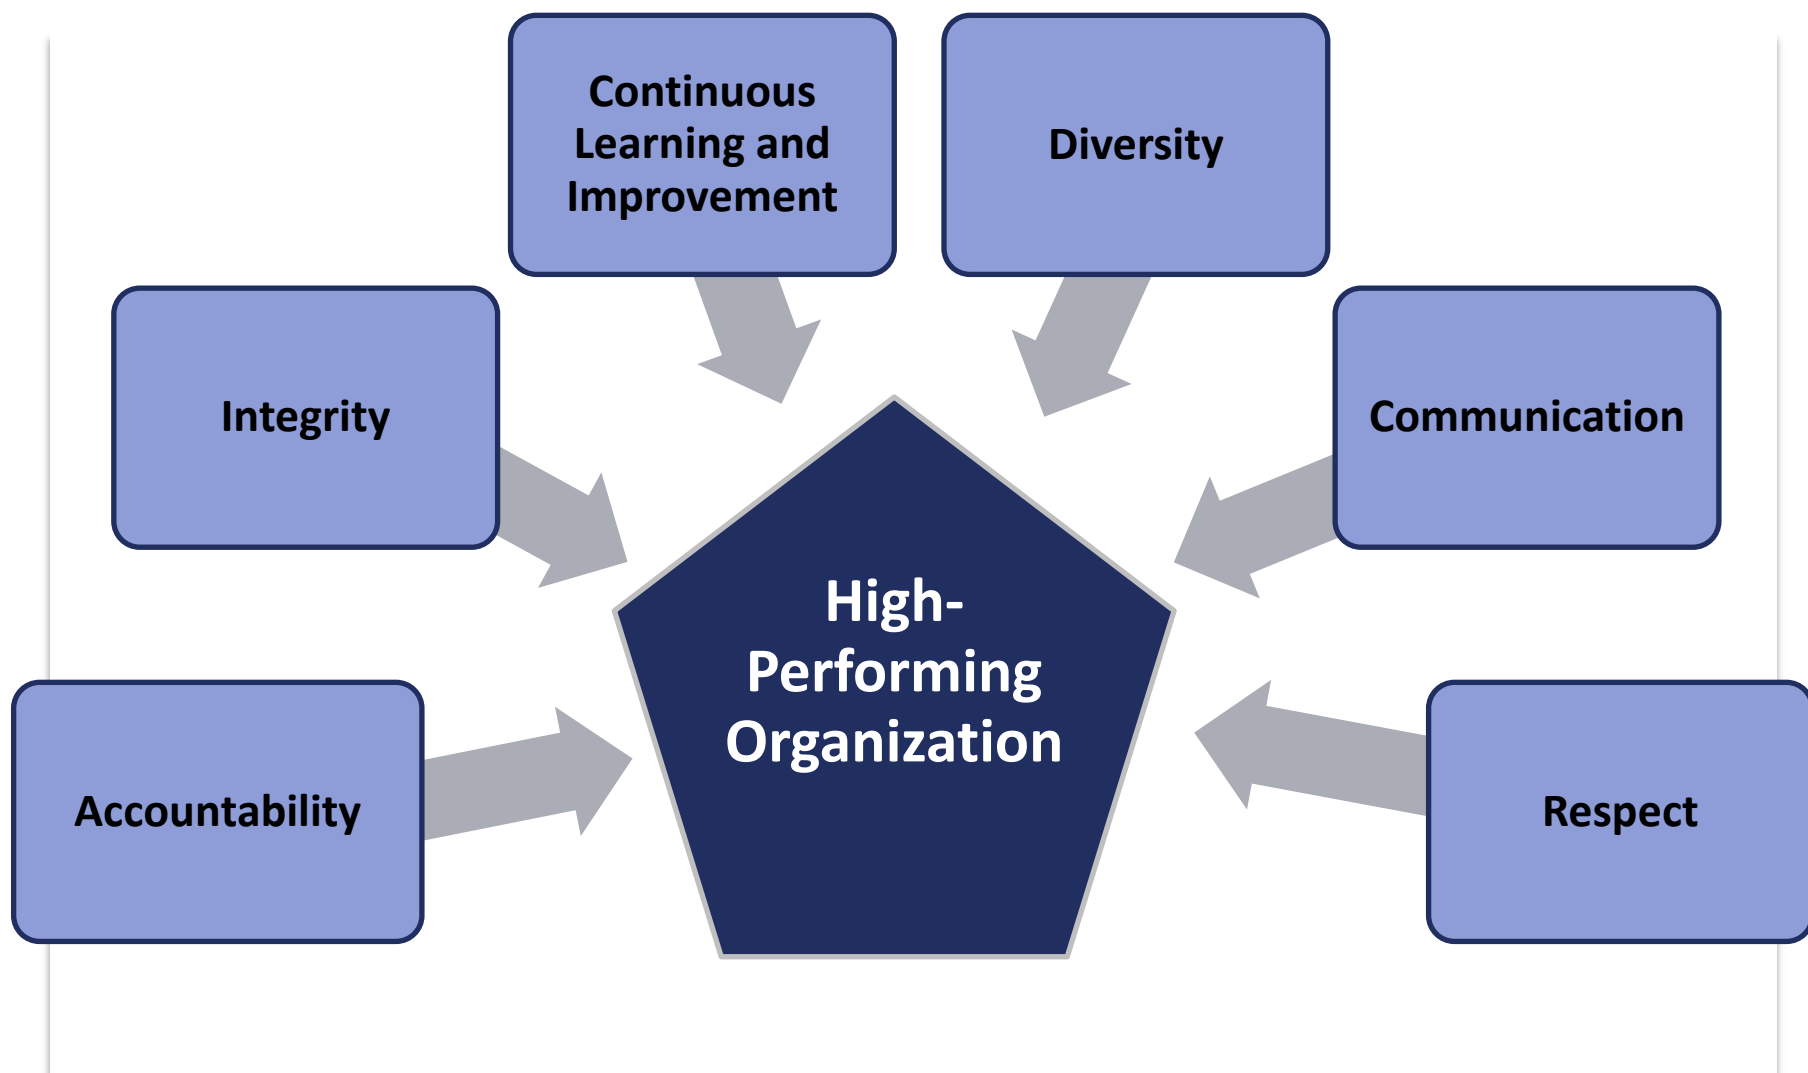 Continuous
Learning and
Improvement
Diversity
Integrity
Communication
High-
Performing
Organization
Accountability
Respect